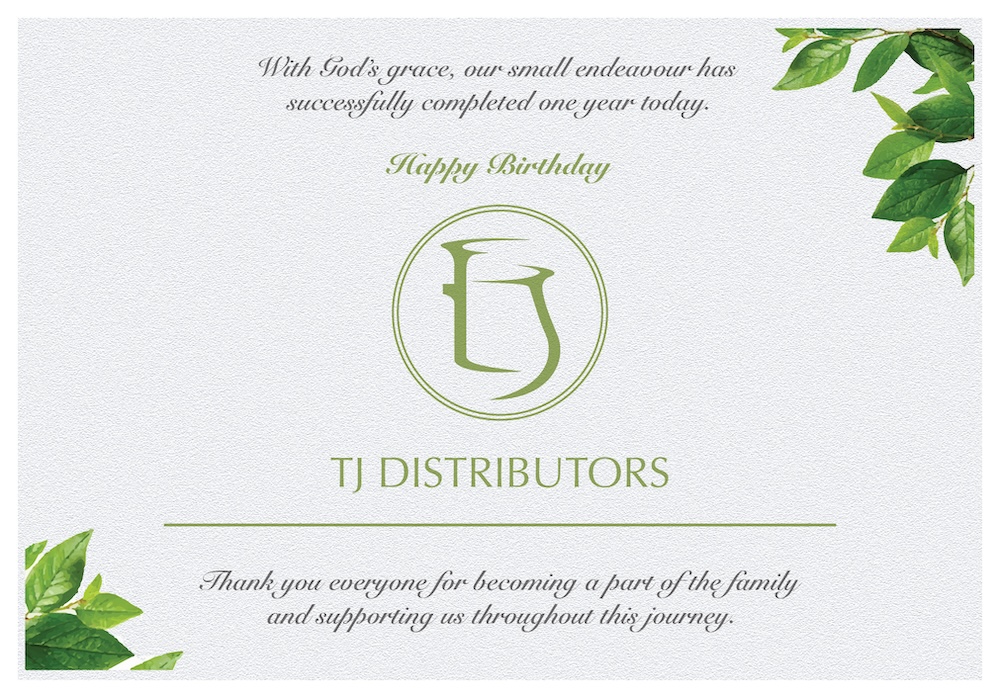 With God's grace, our small endeavour has
successfully completed one year today.
Happy Birthday
tj
TJ DISTRIBUTORS
Thank you everyone for becoming a part of the family
and supporting us throughout this journey.